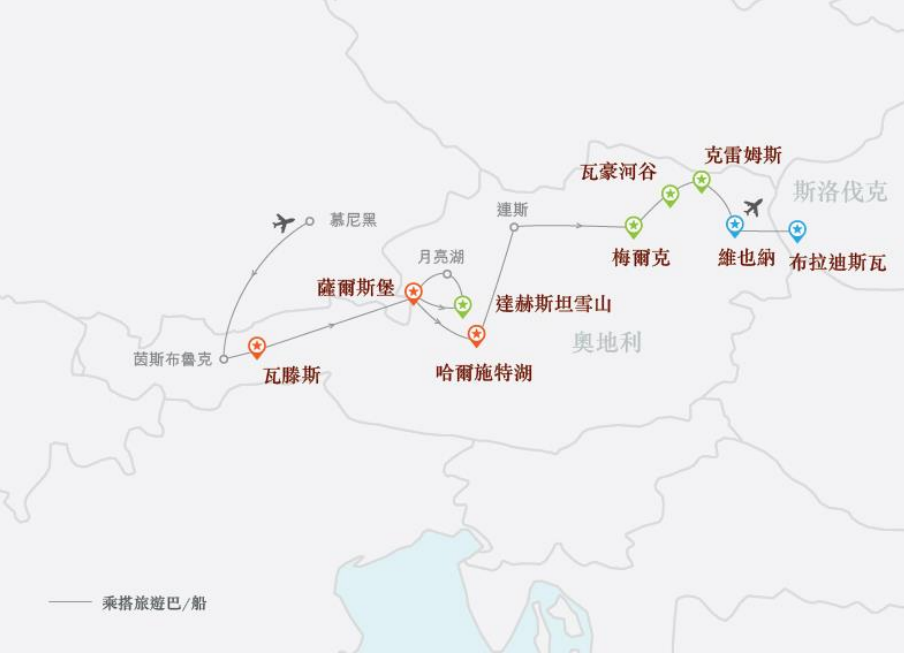 克雷姆斯
瓦豪河谷
斯洛伐克
連斯
慕尼黑
月亮湖
梅爾克
維也納
布拉迪斯瓦
薩爾斯堡
達赫斯坦雪山
奧地利
茵斯布魯克
瓦滕斯
哈爾施特湖
乘搭旅遊巴/船